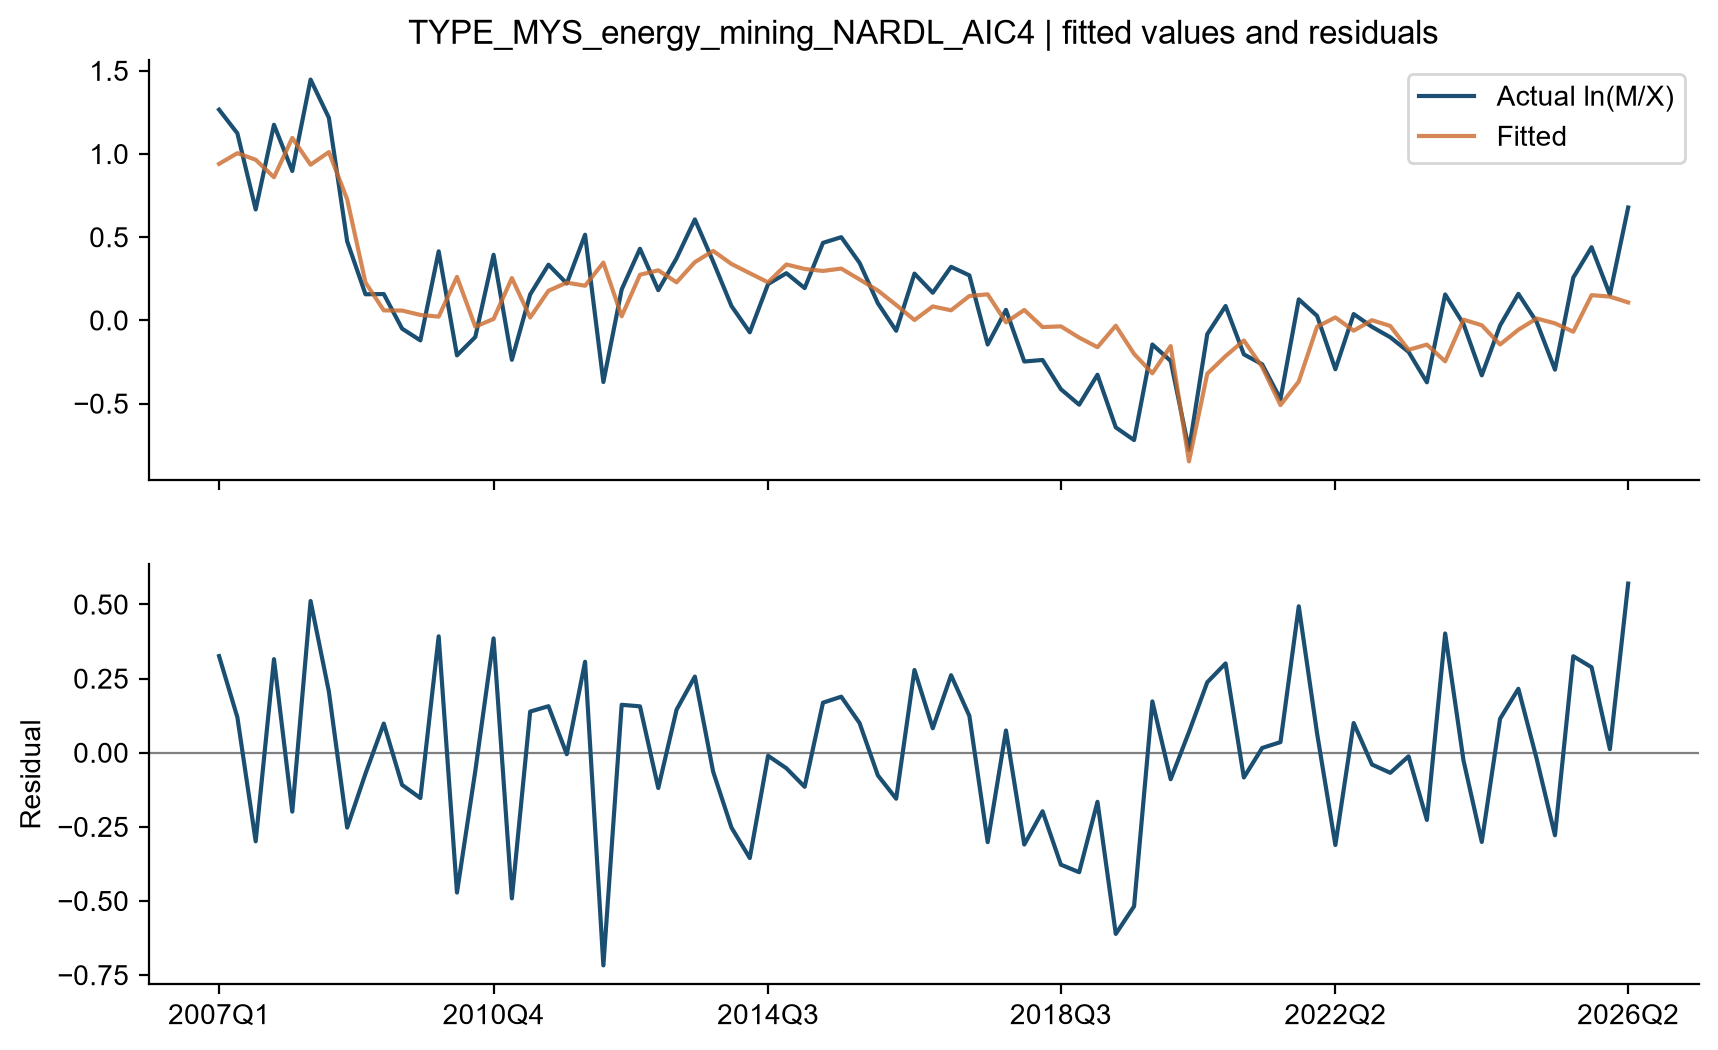 TYPE_MYS_energy_mining_NARDL_AIC4 | fitted values and residuals
1.5
1.0
0.5
0.0
−0.5
Actual ln(M/X)
Fitted
Residual
0.50
0.25
0.00
−0.25
−0.50
−0.75
2007Q1 2010Q4 2014Q3 2018Q3 2022Q2 2026Q2